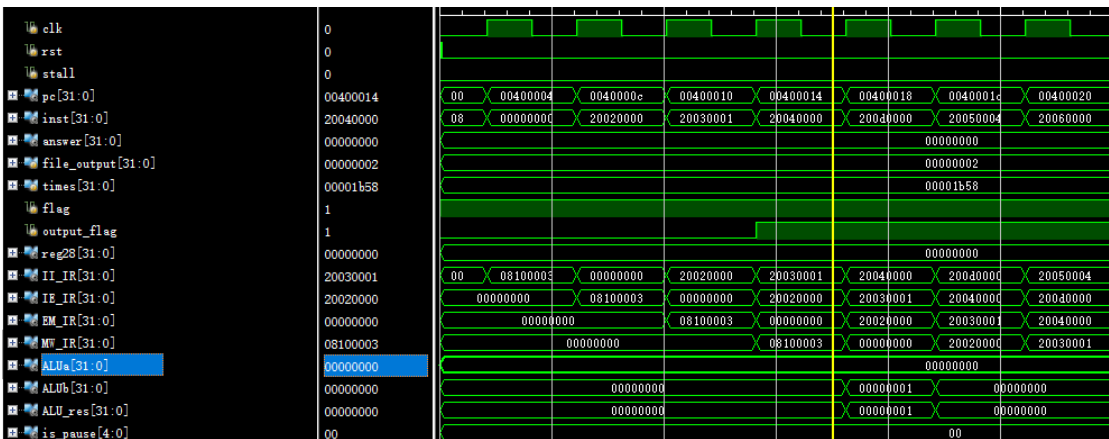 clk 0
rst 0
stall 0
pc[31:0] 00400014 00 00400004 0040000c 00400010 00400014 00400018 0040001c 00400020
inst[31:0] 20040000 08 00000000 20020000 20030001 20040000 200d0000 20050004 20060000
answer[31:0] 00000000 00000000
file_output[31:0] 00000002 00000002
times[31:0] 00001b58 00001b58
flag 1
output_flag 1
reg28[31:0] 00000000 00000000
II_IR[31:0] 20030001 00 08100003 00000000 20020000 20030001 20040000 200d0000 20050004
IE_IR[31:0] 20020000 00000000 08100003 00000000 20020000 20030001 20040000 200d0000
EM_IR[31:0] 00000000 00000000 08100003 00000000 20020000 20030001 20040000
MW_IR[31:0] 08100003 00000000 08100003 00000000 20020000 20030001
ALUa[31:0] 00000000 00000000
ALUb[31:0] 00000000 00000000 00000001 00000000
ALU_res[31:0] 00000000 00000000 00000001 00000000
is_pause[4:0] 00 00